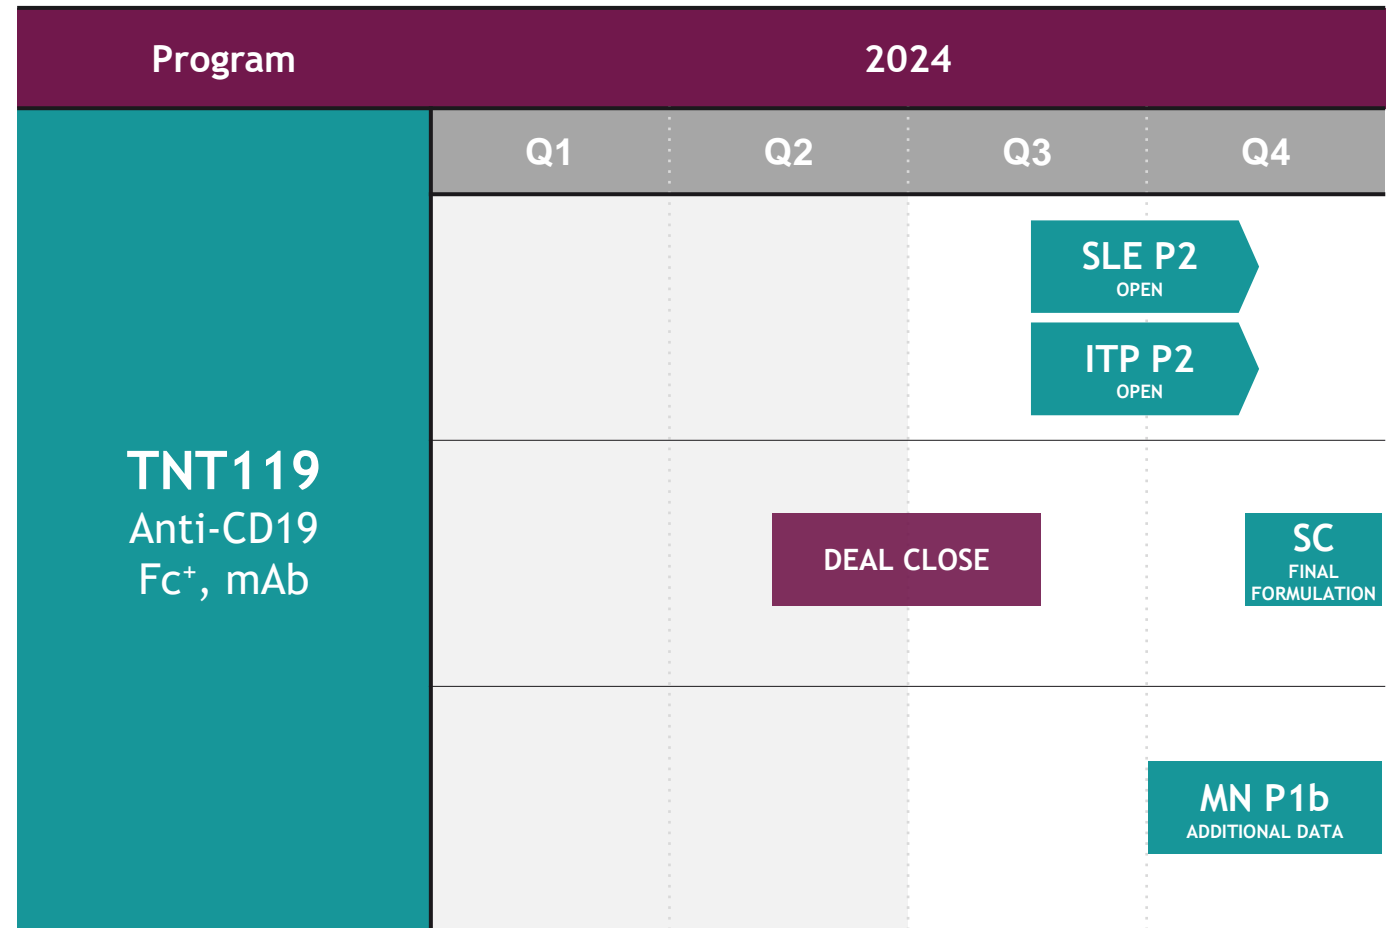 Program
2024
Q1
Q2
Q3
Q4
TNT119
Anti-CD19
Fc⁺, mAb
SLE P2
OPEN
ITP P2
OPEN
DEAL CLOSE
SC
FINAL
FORMULATION
MN P1b
ADDITIONAL DATA